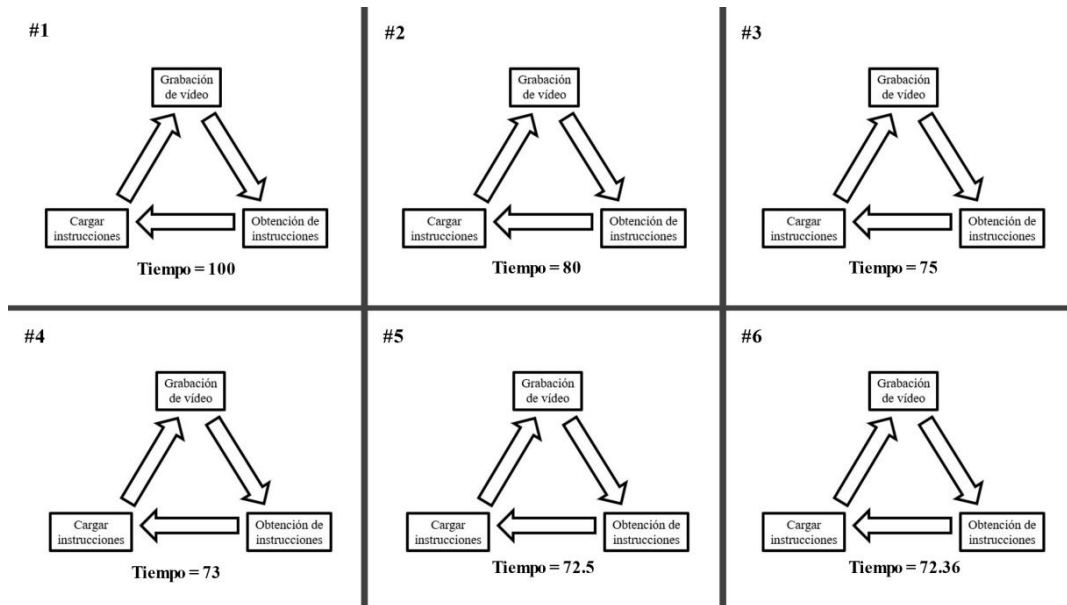 #1
Grabación
de vídeo
Cargar
instrucciones
Obtención de
instrucciones
Tiempo = 100
#2
Grabación
de vídeo
Cargar
instrucciones
Obtención de
instrucciones
Tiempo = 80
#3
Grabación
de vídeo
Cargar
instrucciones
Obtención de
instrucciones
Tiempo = 75
#4
Grabación
de vídeo
Cargar
instrucciones
Obtención de
instrucciones
Tiempo = 73
#5
Grabación
de vídeo
Cargar
instrucciones
Obtención de
instrucciones
Tiempo = 72.5
#6
Grabación
de vídeo
Cargar
instrucciones
Obtención de
instrucciones
Tiempo = 72.36